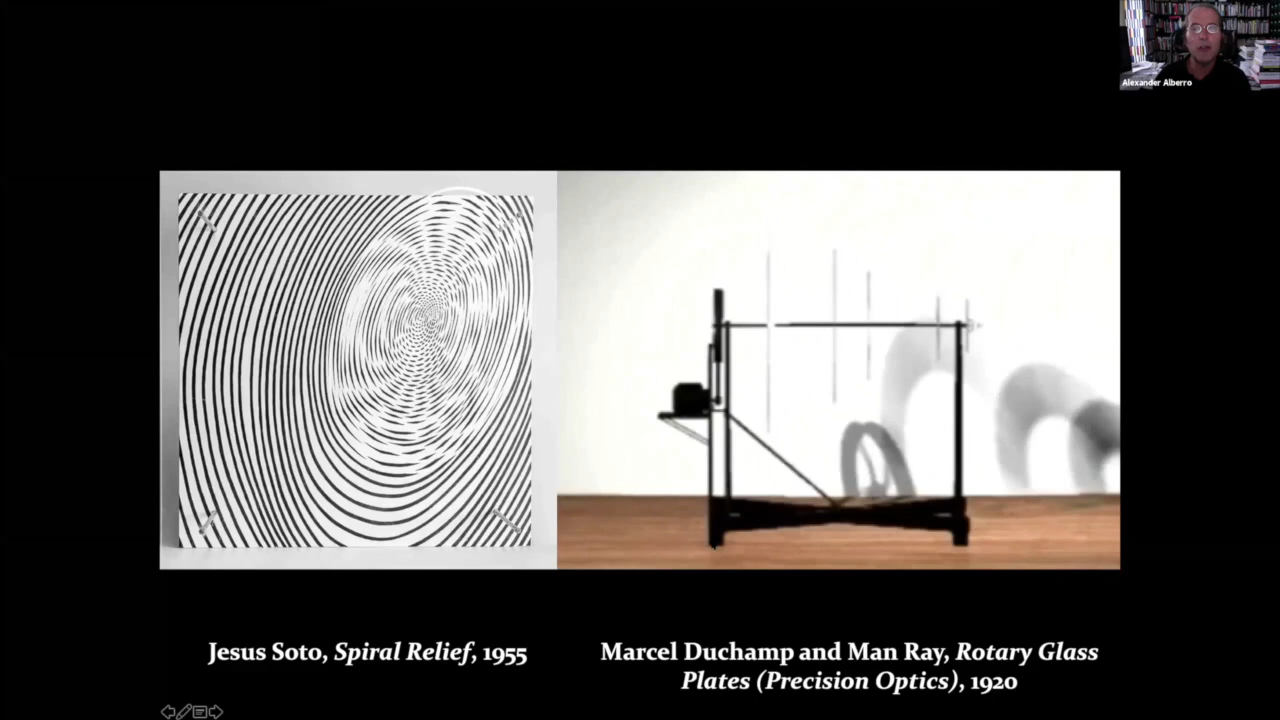 Alexander Alberro
Jesus Soto, Spiral Relief, 1955
Marcel Duchamp and Man Ray, Rotary Glass
Plates (Precision Optics), 1920